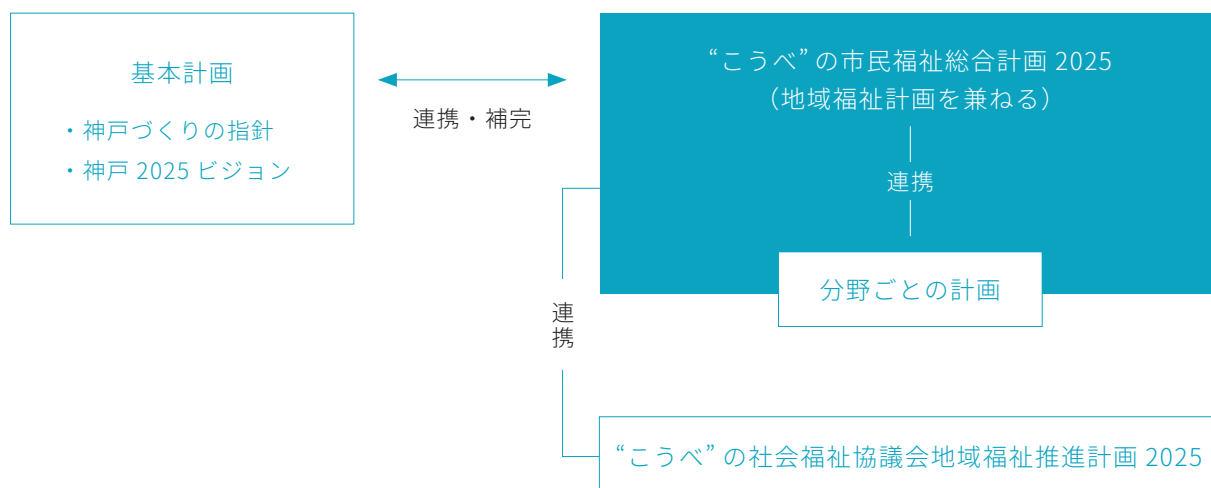 基本計画
・神戸づくりの指針
・神戸 2025 ビジョン
連携・補完
“こうべ” の市民福祉総合計画 2025
（地域福祉計画を兼ねる）
連携
分野ごとの計画
連携
“こうべ” の社会福祉協議会地域福祉推進計画 2025